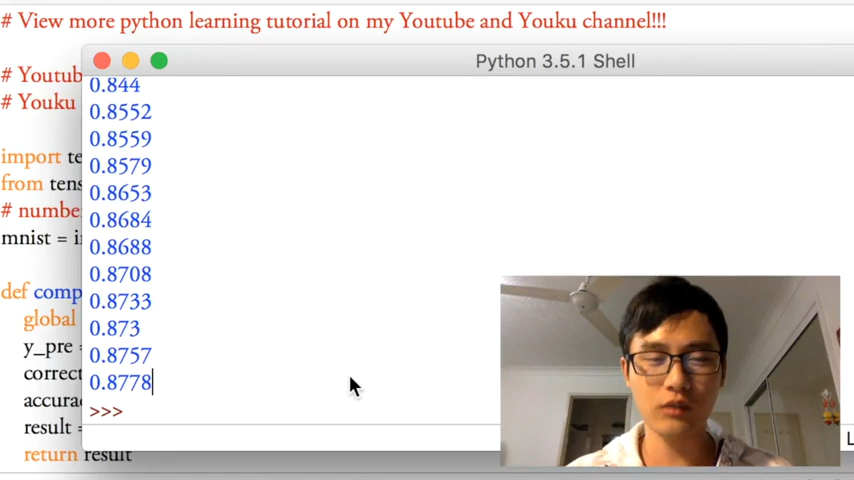 # View more python learning tutorial on my Youtube and Youku channel!!!
# Youtub
# Youku
import te
from tens
# numbe
mnist = i
def comp
global
y_pre =
correct
accurac
result =
return result
Python 3.5.1 Shell
0.844
0.8552
0.8559
0.8579
0.8653
0.8684
0.8688
0.8708
0.8733
0.873
0.8757
0.8778
>>>
L